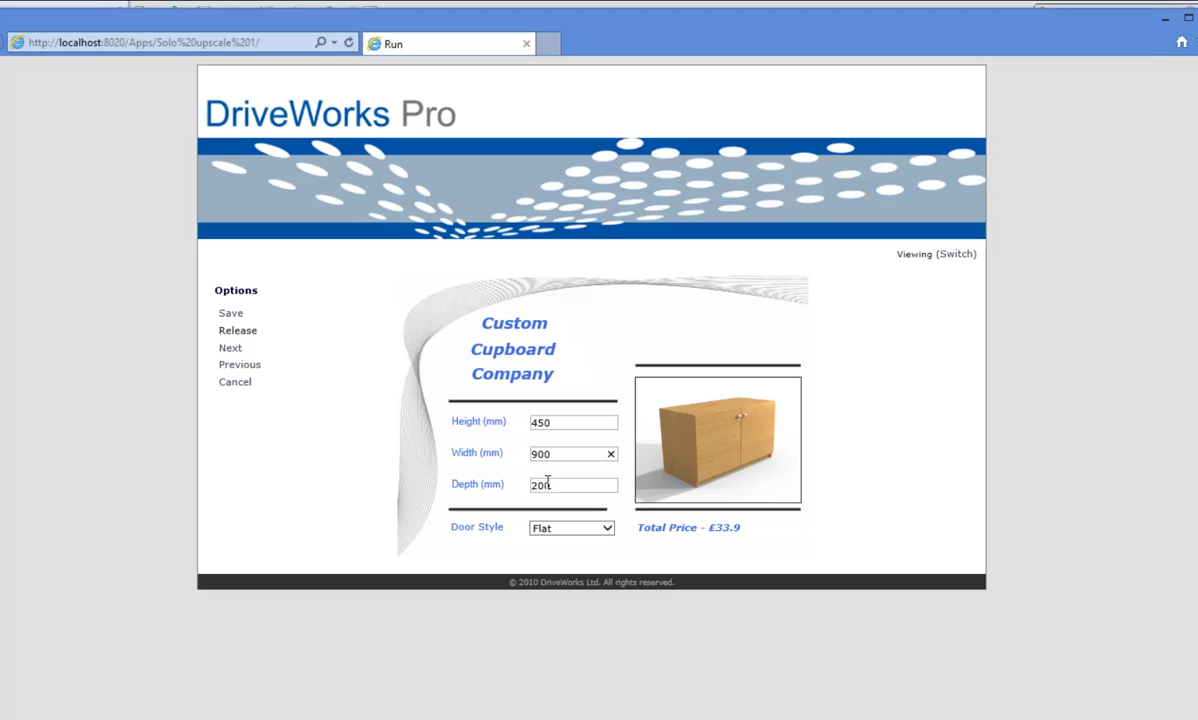 http://localhost:8020/Apps/Solo%20upscale%201/
Run
DriveWorks Pro
Viewing (Switch)
Options
Save
Release
Next
Previous
Cancel
Custom
Cupboard
Company
Height (mm) 450
Width (mm) 900
Depth (mm) 200
Door Style Flat
Total Price - £33.9
© 2010 DriveWorks Ltd. All rights reserved.